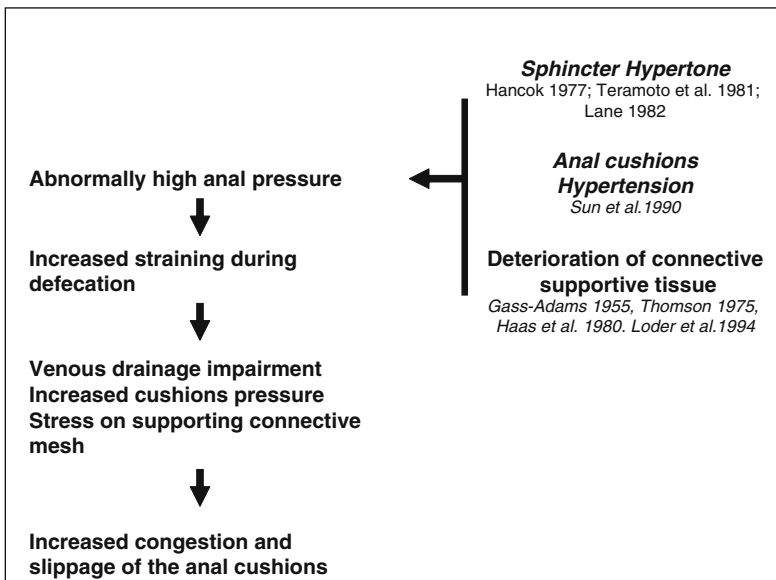 Sphincter Hypertone
Hancok 1977; Teramoto et al. 1981;
Lane 1982
Anal cushions
Hypertension
Sun et al.1990
Deterioration of connective
supportive tissue
Gass-Adams 1955, Thomson 1975,
Haas et al. 1980. Loder et al.1994
Abnormally high anal pressure
Increased straining during
defecation
Venous drainage impairment
Increased cushions pressure
Stress on supporting connective
mesh
Increased congestion and
slippage of the anal cushions